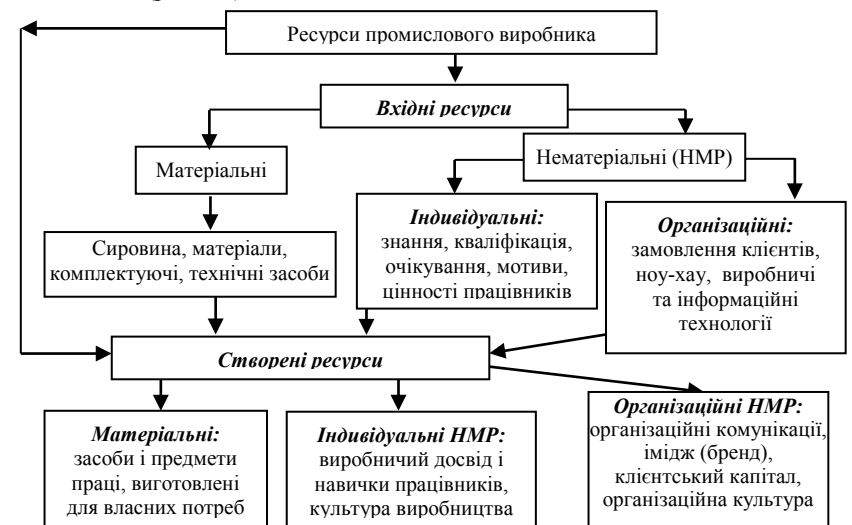 Ресурси промислового виробника
Вхідні ресурси
Матеріальні
Нематеріальні (НМР)
Сировина, матеріали,
комплектуючі, технічні засоби
Індивідуальні:
знання, кваліфікація,
очікування, мотиви,
цінності працівників
Організаційні:
замовлення клієнтів,
ноу-хау, виробничі
та інформаційні
технології
Створені ресурси
Матеріальні:
засоби і предмети
праці, виготовлені
для власних потреб
Індивідуальні НМР:
виробничий досвід і
навички працівників,
культура виробництва
Організаційні НМР:
організаційні комунікації,
імідж (бренд),
клієнтський капітал,
організаційна культура